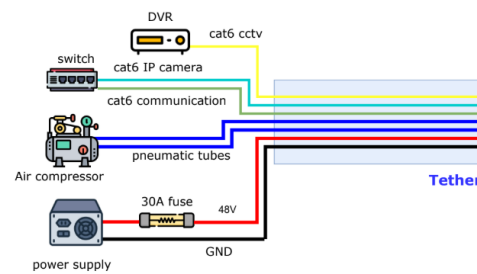 DVR
cat6 cctv
switch
cat6 IP camera
cat6 communication
pneumatic tubes
Air compressor
Tether
30A fuse
48V
GND
power supply